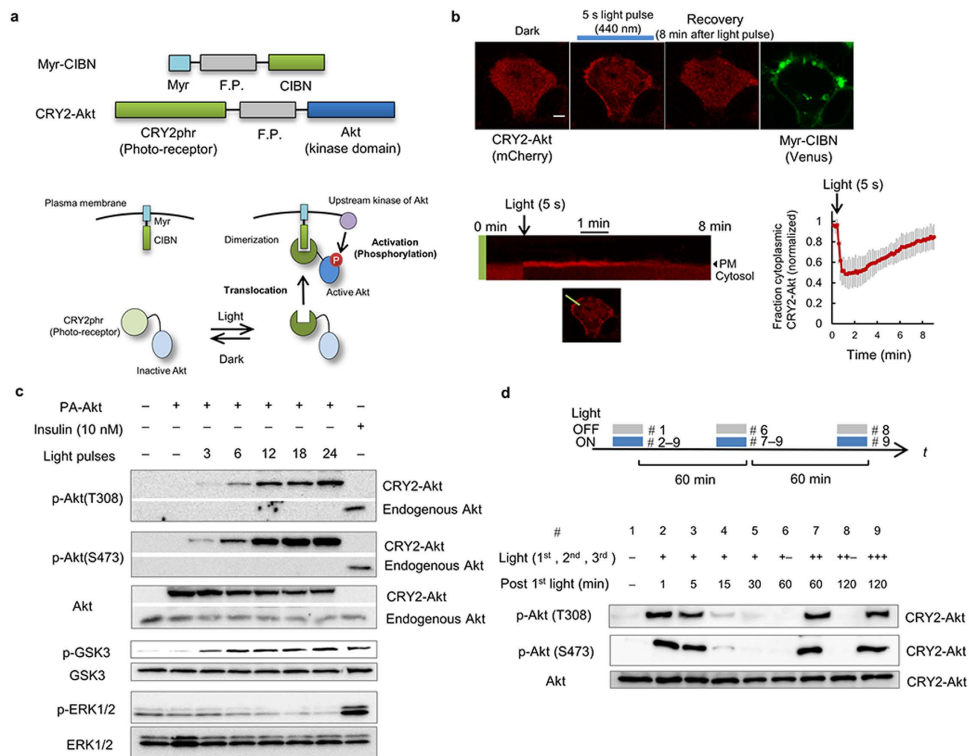 a
Myr-CIBN
Myr
F.P.
CIBN
CRY2-Akt
CRY2phr
(Photo-receptor)
F.P.
Akt
(kinase domain)
Plasma membrane
Myr
CIBN
Dimerization
Upstream kinase of Akt
Activation
(Phosphorylation)
P
Active Akt
Translocation
CRY2phr
(Photo-receptor)
Inactive Akt
Light
Dark
b
Dark
5 s light pulse
(440 nm)
Recovery
(8 min after light pulse)
CRY2-Akt
(mCherry)
Myr-CIBN
(Venus)
Light (5 s)
0 min
1 min
8 min
PM
Cytosol
Light (5 s)
Fraction cytoplasmic
CRY2-Akt (normalized)
1
0.8
0.6
0.4
0.2
0
0 2 4 6 8
Time (min)
c
PA-Akt – + + + + + + –
Insulin (10 nM) – – – – – – – +
Light pulses – – 3 6 12 18 24 –
p-Akt(T308)
CRY2-Akt
Endogenous Akt
p-Akt(S473)
CRY2-Akt
Endogenous Akt
Akt
CRY2-Akt
Endogenous Akt
p-GSK3
GSK3
p-ERK1/2
ERK1/2
d
Light
OFF # 1 # 6 # 8
ON # 2–9 # 7–9 # 9
t
60 min 60 min
# 1 2 3 4 5 6 7 8 9
Light (1st , 2nd , 3rd ) – + + + + +– ++ ++– +++
Post 1st light (min) – 1 5 15 30 60 60 120 120
p-Akt (T308) CRY2-Akt
p-Akt (S473) CRY2-Akt
Akt CRY2-Akt